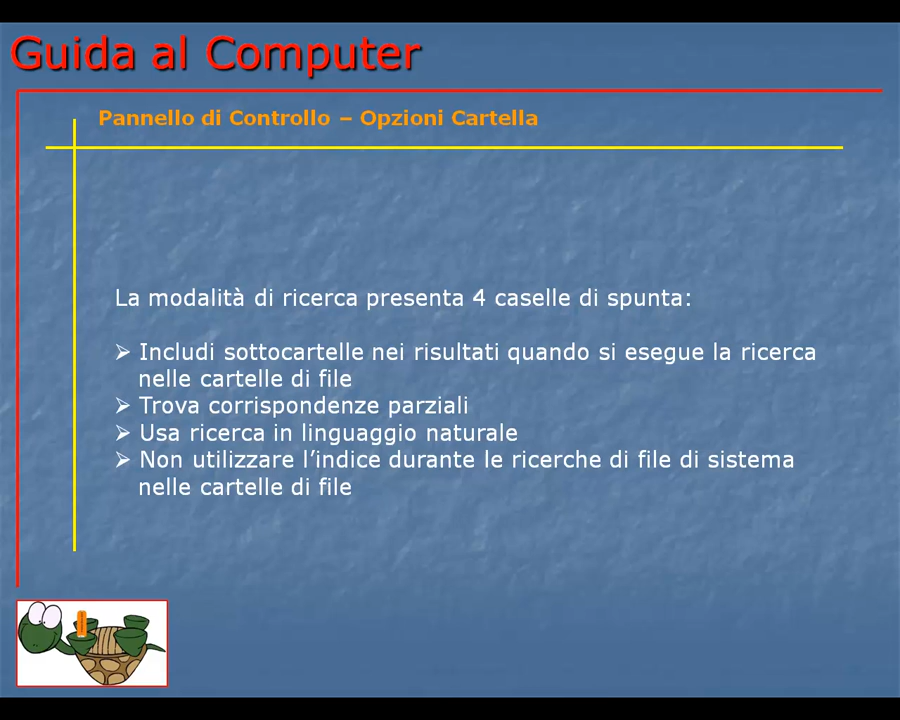 Guida al Computer
Pannello di Controllo – Opzioni Cartella
La modalità di ricerca presenta 4 caselle di spunta:
➢ Includi sottocartelle nei risultati quando si esegue la ricerca
nelle cartelle di file
➢ Trova corrispondenze parziali
➢ Usa ricerca in linguaggio naturale
➢ Non utilizzare l’indice durante le ricerche di file di sistema
nelle cartelle di file